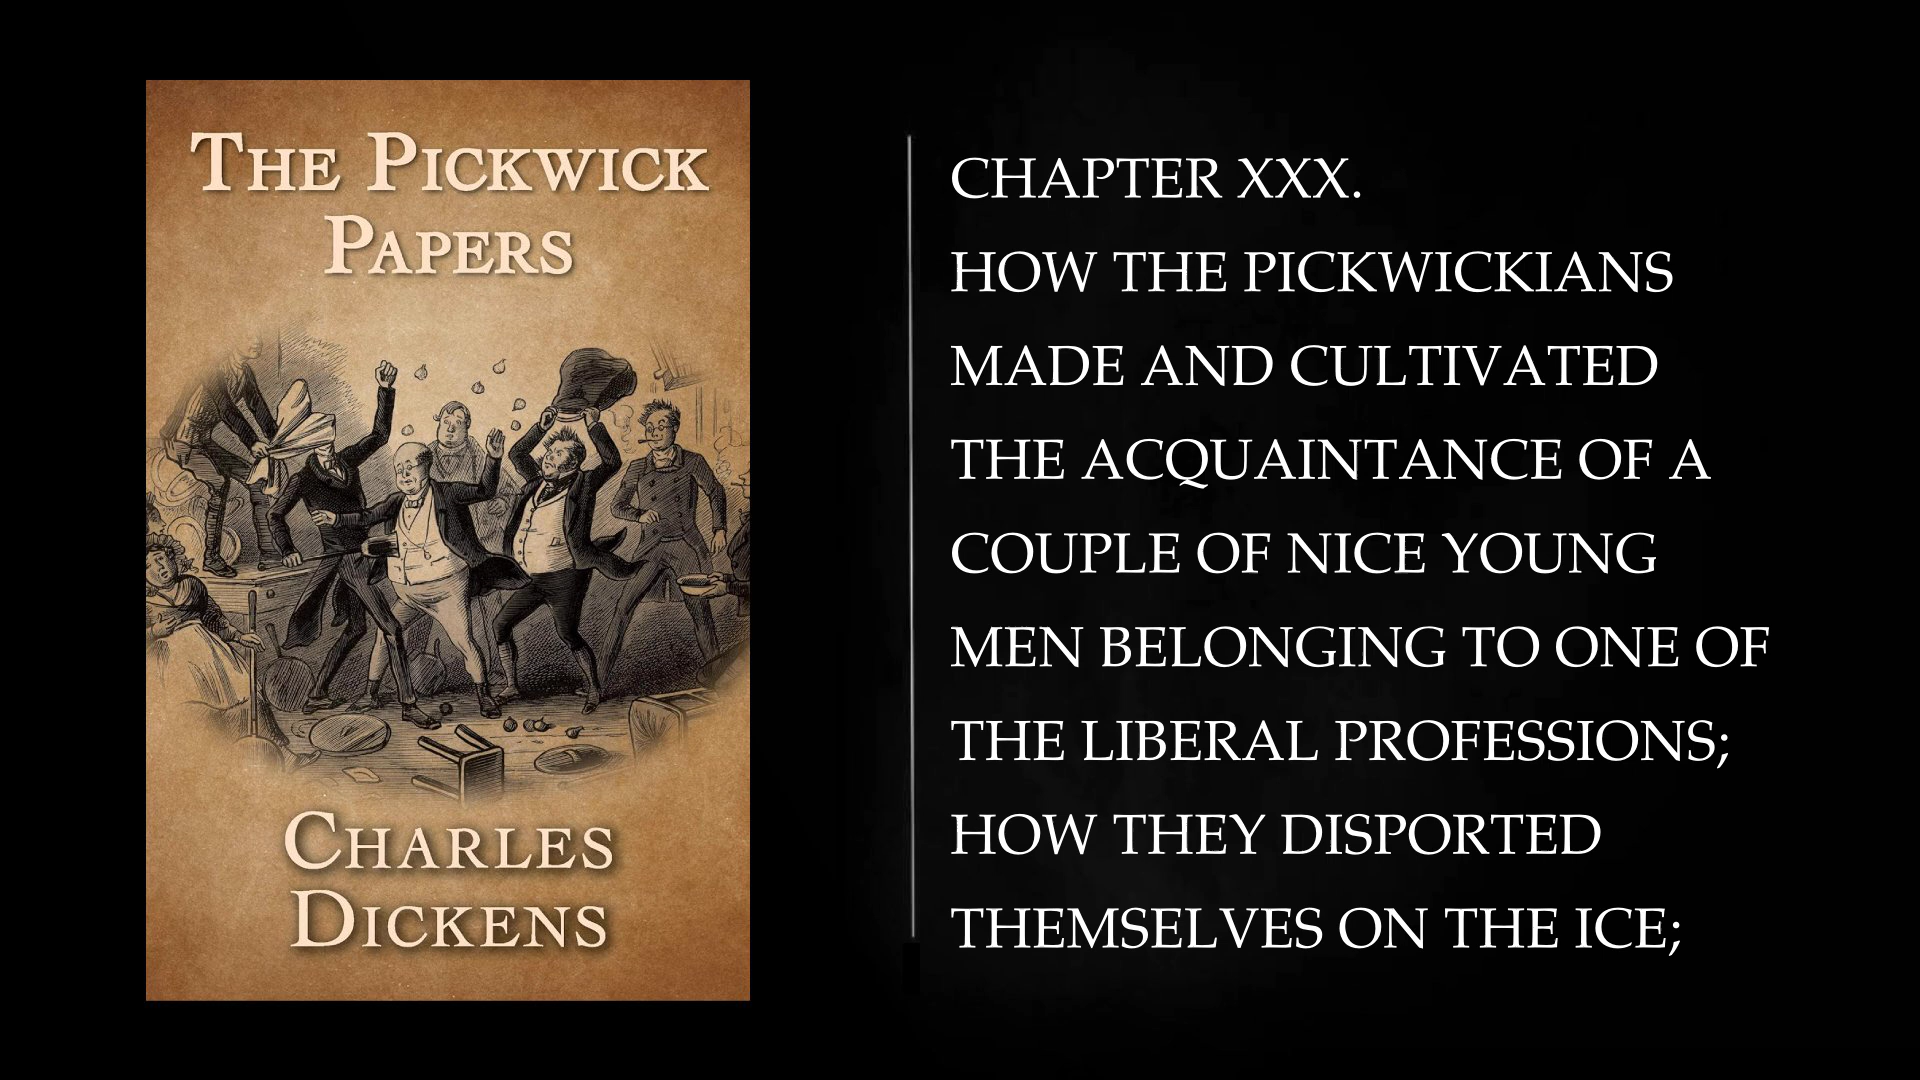 The Pickwick
Papers
Charles
Dickens
CHAPTER XXX.
HOW THE PICKWICKIANS
MADE AND CULTIVATED
THE ACQUAINTANCE OF A
COUPLE OF NICE YOUNG
MEN BELONGING TO ONE OF
THE LIBERAL PROFESSIONS;
HOW THEY DISPORTED
THEMSELVES ON THE ICE;